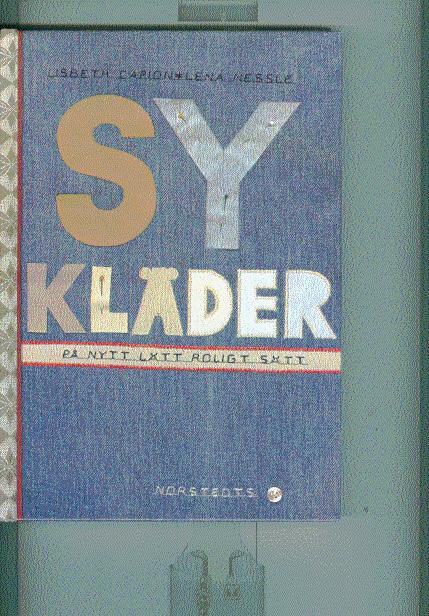 LISBETH CARION*LENA NESSLE
SY
KLÄDER
PÅ NYTT LÄTT ROLIGT SÄTT
NORSTEDTS